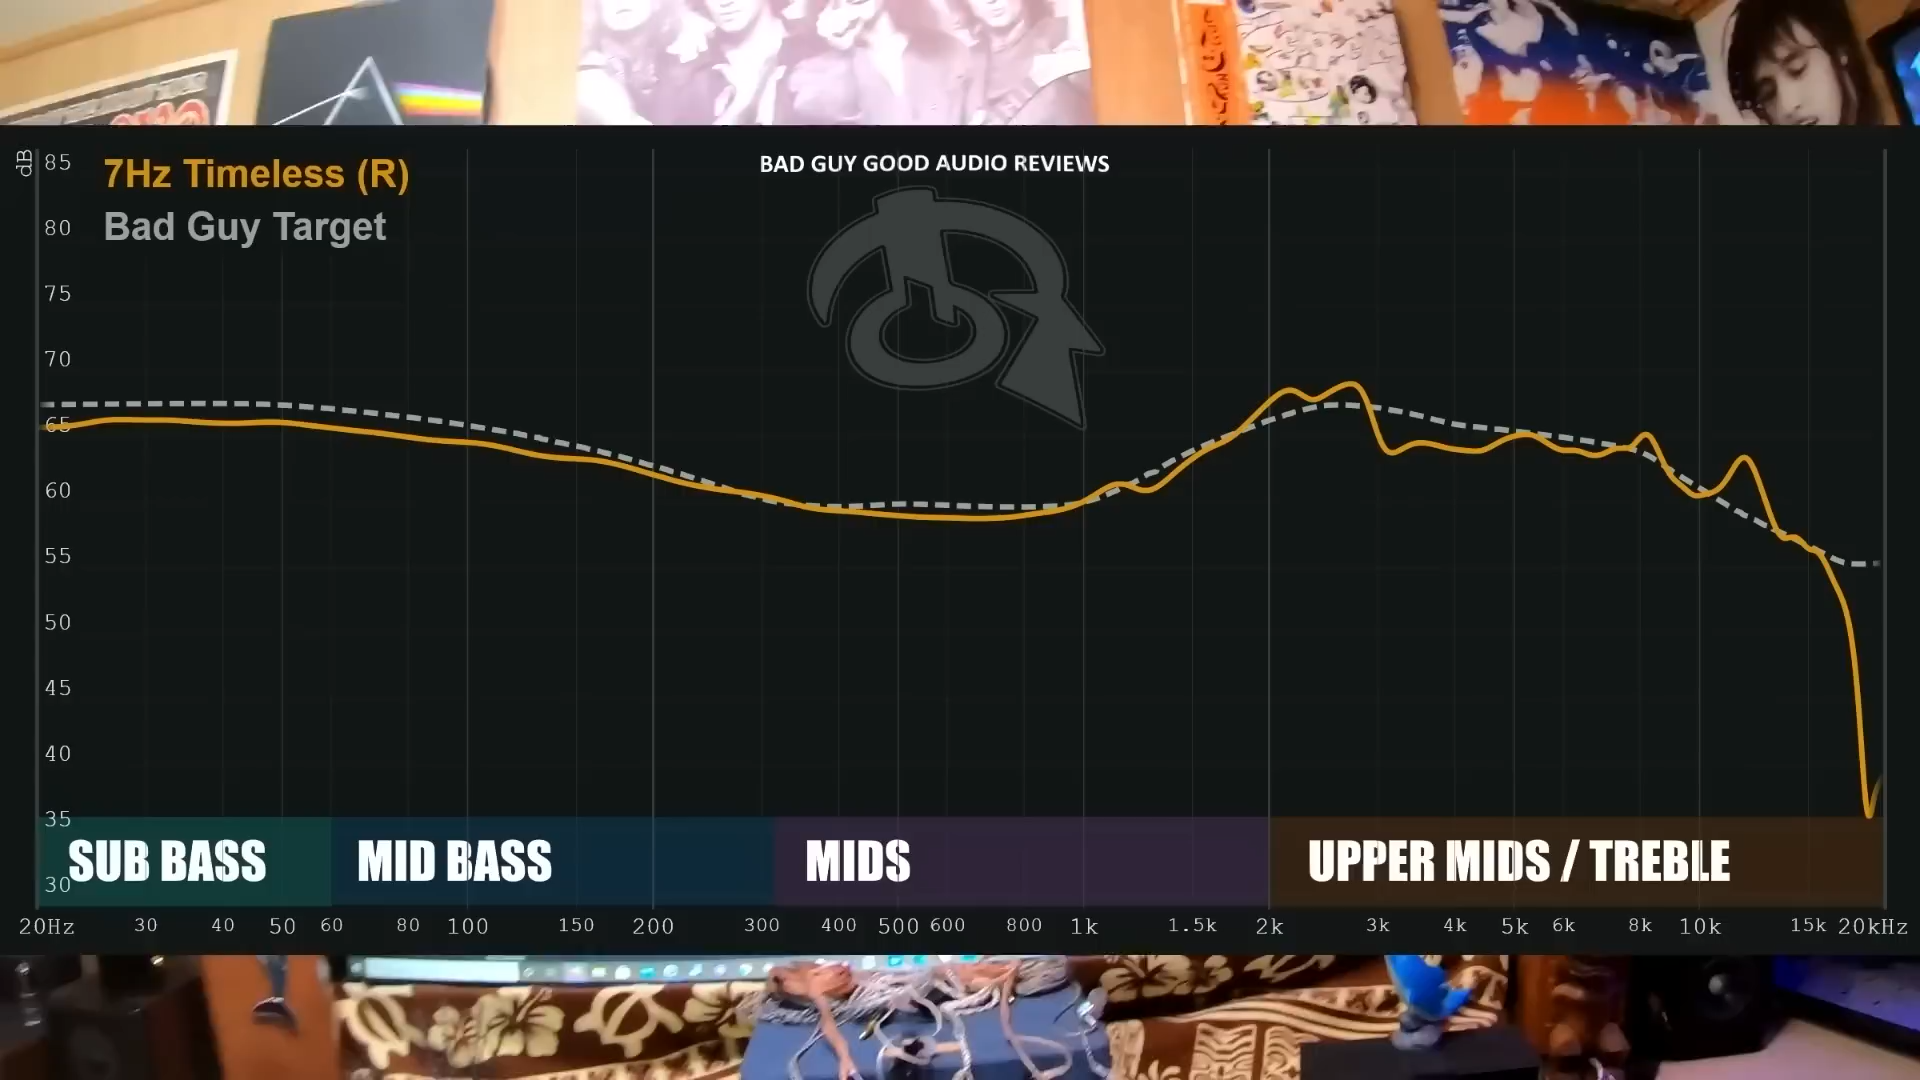 BAD GUY GOOD AUDIO REVIEWS
7Hz Timeless (R)
Bad Guy Target
dB
85
80
75
70
65
60
55
50
45
40
35
30
SUB BASS
MID BASS
MIDS
UPPER MIDS / TREBLE
20Hz 30 40 50 60 80 100 150 200 300 400 500 600 800 1k 1.5k 2k 3k 4k 5k 6k 8k 10k 15k 20kHz